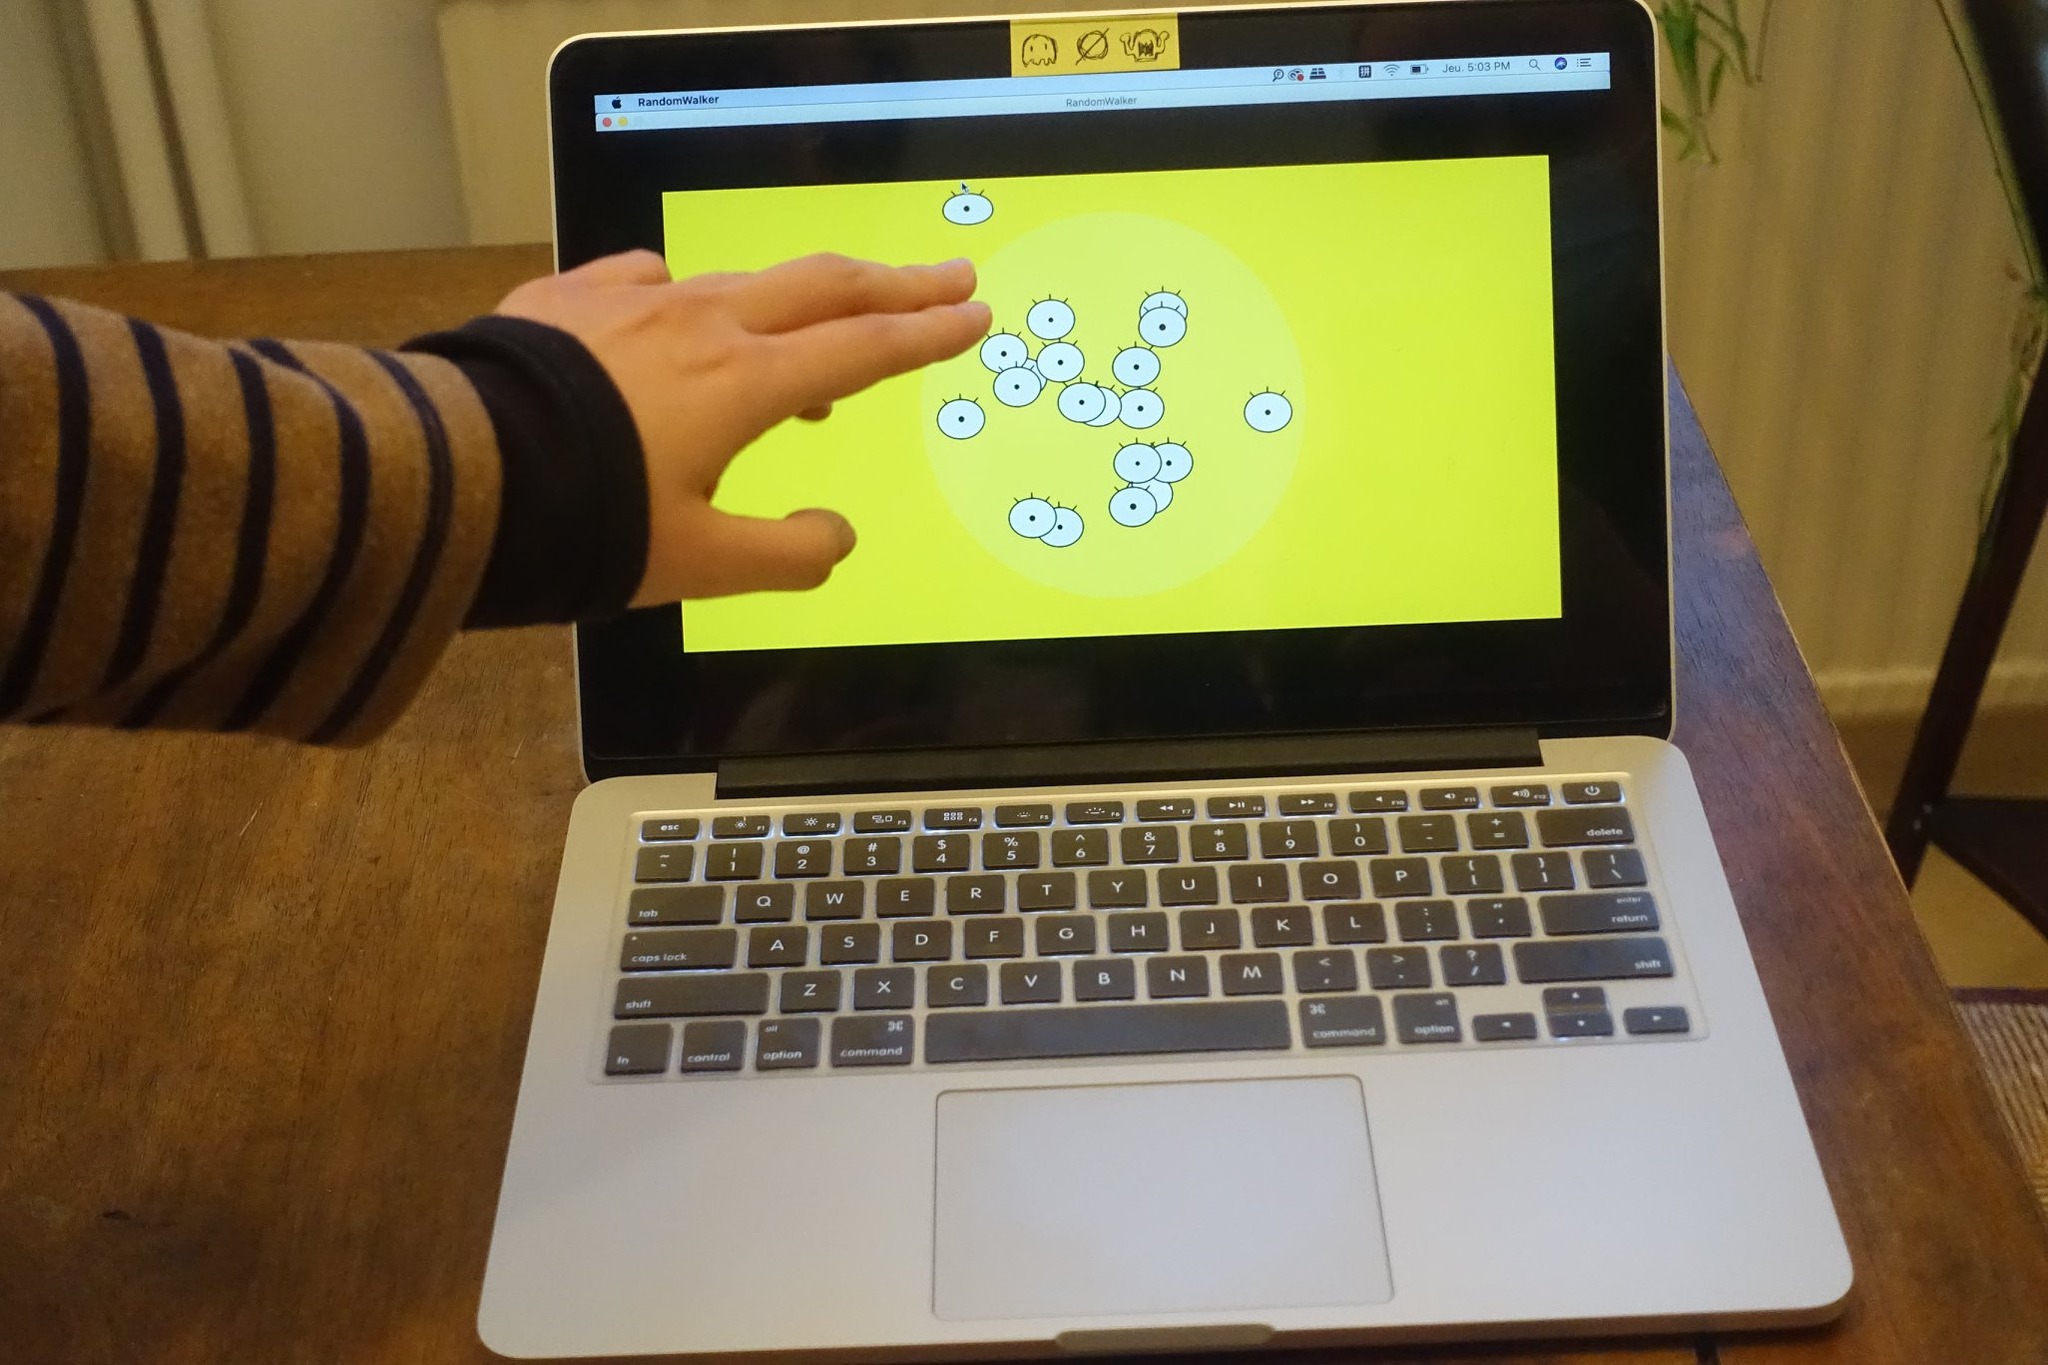 RandomWalker
Jeu. 5:03 PM
RandomWalker
esc F1 F2 F3 F4 F5 F6 F7 F8 F9 F10 F11 F12
~ ! @ # $ % ^ & * ( ) _ +
1 2 3 4 5 6 7 8 9 0 - = delete
tab Q W E R T Y U I O P { [ } ] | \
caps lock A S D F G H J K L : ; " ' enter return
shift Z X C V B N M < , > . ? / shift
fn control alt option ⌘ command ⌘ command alt option